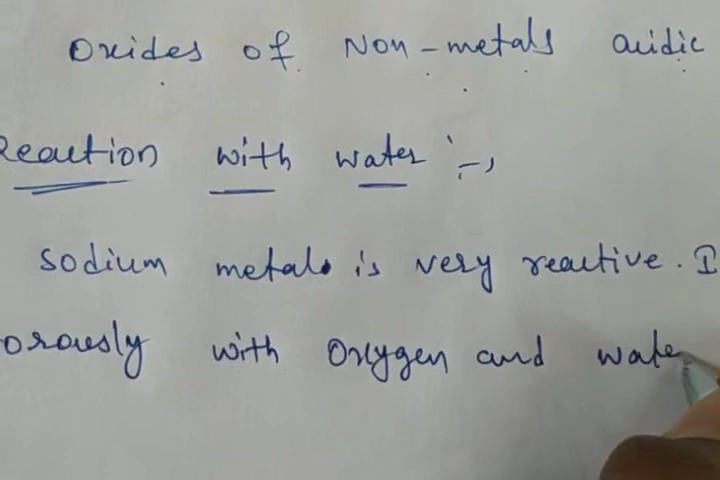 Oxides of Non-metals acidic
Reaction with water :-,
Sodium metal is very reactive. I
orously with Oxygen and wate